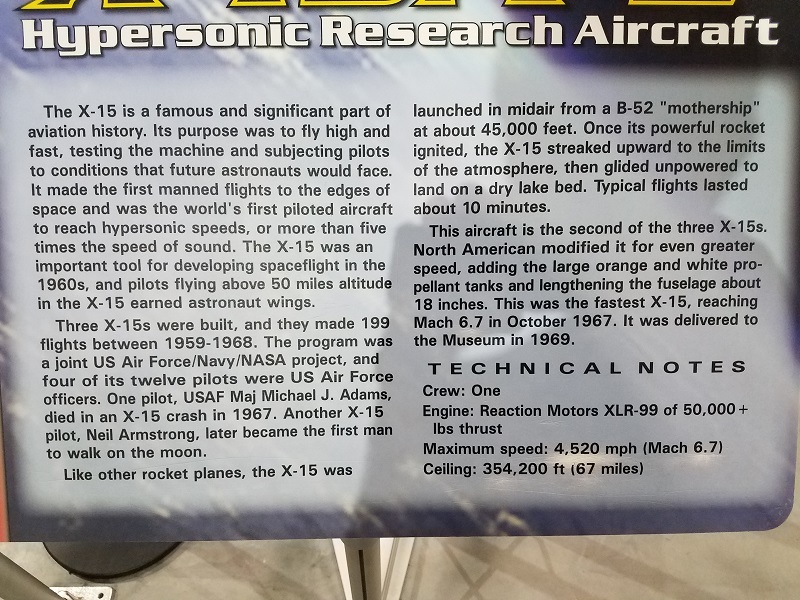 Hypersonic Research Aircraft
The X-15 is a famous and significant part of
aviation history. Its purpose was to fly high and
fast, testing the machine and subjecting pilots
to conditions that future astronauts would face.
It made the first manned flights to the edges of
space and was the world's first piloted aircraft
to reach hypersonic speeds, or more than five
times the speed of sound. The X-15 was an
important tool for developing spaceflight in the
1960s, and pilots flying above 50 miles altitude
in the X-15 earned astronaut wings.
Three X-15s were built, and they made 199
flights between 1959-1968. The program was
a joint US Air Force/Navy/NASA project, and
four of its twelve pilots were US Air Force
officers. One pilot, USAF Maj Michael J. Adams,
died in an X-15 crash in 1967. Another X-15
pilot, Neil Armstrong, later became the first man
to walk on the moon.
Like other rocket planes, the X-15 was
launched in midair from a B-52 "mothership"
at about 45,000 feet. Once its powerful rocket
ignited, the X-15 streaked upward to the limits
of the atmosphere, then glided unpowered to
land on a dry lake bed. Typical flights lasted
about 10 minutes.
This aircraft is the second of the three X-15s.
North American modified it for even greater
speed, adding the large orange and white pro-
pellant tanks and lengthening the fuselage about
18 inches. This was the fastest X-15, reaching
Mach 6.7 in October 1967. It was delivered to
the Museum in 1969.
TECHNICAL NOTES
Crew: One
Engine: Reaction Motors XLR-99 of 50,000+
lbs thrust
Maximum speed: 4,520 mph (Mach 6.7)
Ceiling: 354,200 ft (67 miles)